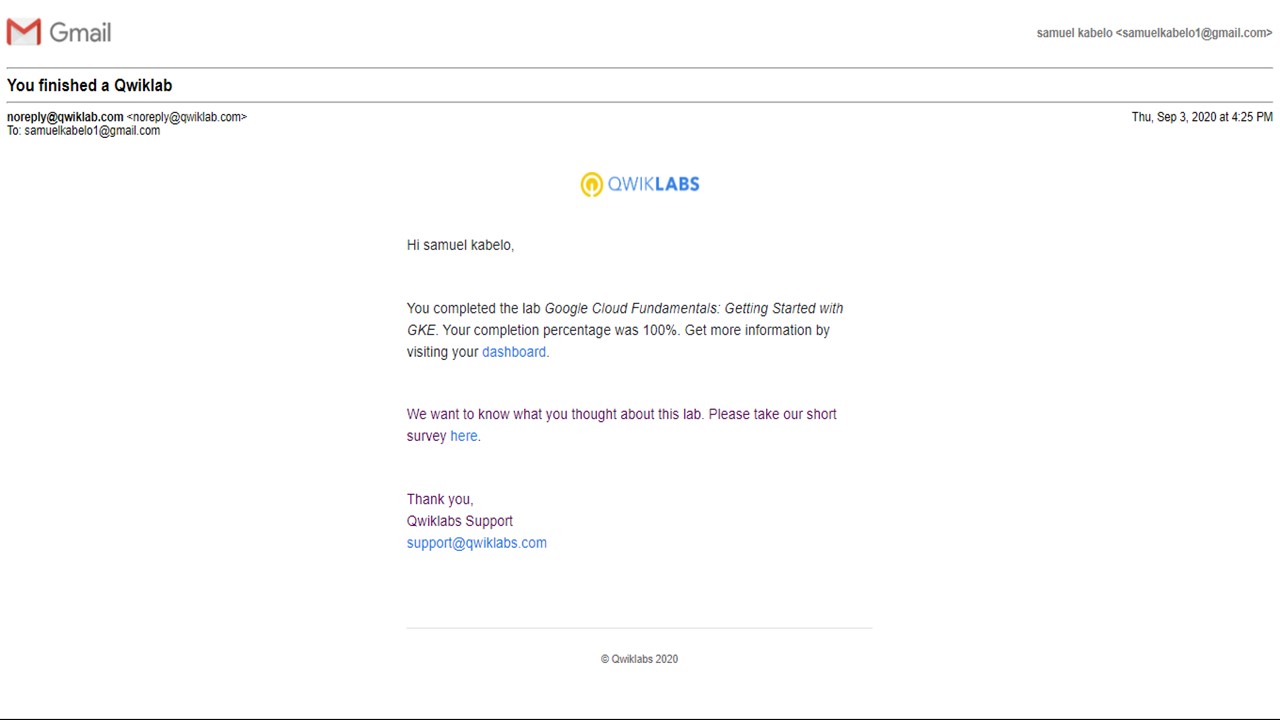 Gmail
samuel kabelo <samuelkabelo1@gmail.com>
You finished a Qwiklab
noreply@qwiklab.com <noreply@qwiklab.com>
Thu, Sep 3, 2020 at 4:25 PM
To: samuelkabelo1@gmail.com
QWIKLABS
Hi samuel kabelo,
You completed the lab Google Cloud Fundamentals: Getting Started with
GKE. Your completion percentage was 100%. Get more information by
visiting your dashboard.
We want to know what you thought about this lab. Please take our short
survey here.
Thank you,
Qwiklabs Support
support@qwiklabs.com
© Qwiklabs 2020